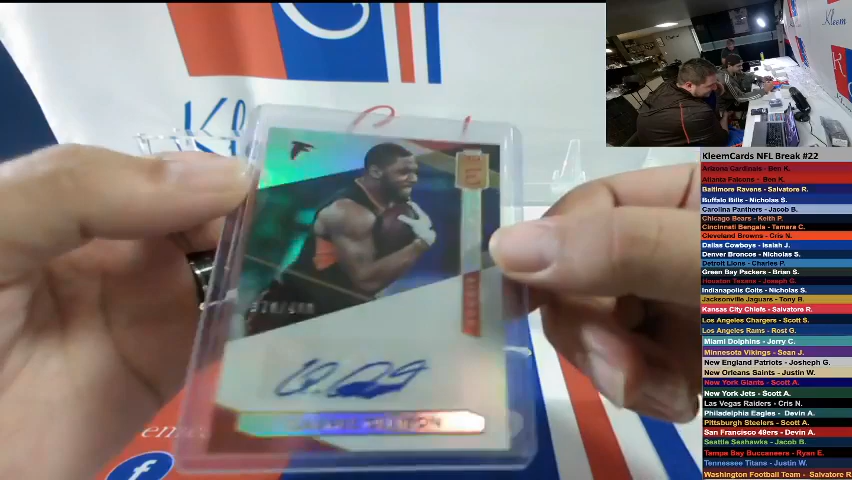 Kl
KleemCards NFL Break #22
Arizona Cardinals - Ben K.
Atlanta Falcons - Ben K.
Baltimore Ravens - Salvatore R.
Buffalo Bills - Nicholas S.
Carolina Panthers - Jacob B.
Chicago Bears - Keith P.
Cincinnati Bengals - Tamara C.
Cleveland Browns - Cris N.
Dallas Cowboys - Isaiah J.
Denver Broncos - Nicholas S.
Detroit Lions - Charles P.
Green Bay Packers - Brian S.
Houston Texans - Joseph G.
Indianapolis Colts - Nicholas S.
Jacksonville Jaguars - Tony B.
Kansas City Chiefs - Salvatore R.
Los Angeles Chargers - Scott S.
Los Angeles Rams - Rost G.
Miami Dolphins - Jerry C.
Minnesota Vikings - Sean J.
New England Patriots - Josheph G.
New Orleans Saints - Justin W.
New York Giants - Scott A.
New York Jets - Scott A.
Las Vegas Raiders - Cris N.
Philadelphia Eagles - Devin A.
Pittsburgh Steelers - Scott A.
San Francisco 49ers - Devin A.
Seattle Seahawks - Jacob B.
Tampa Bay Buccaneers - Ryan E.
Tennessee Titans - Justin W.
Washington Football Team - Salvatore R